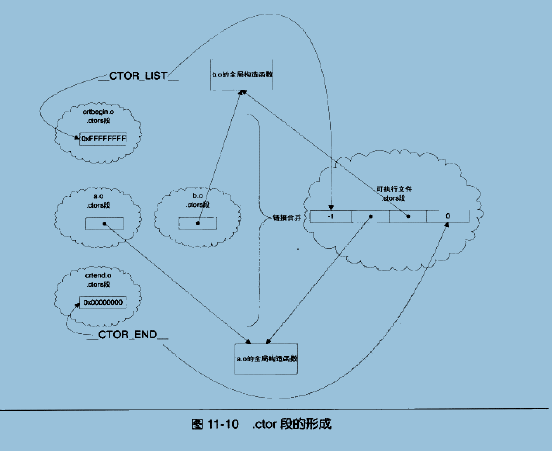 __CTOR_LIST__
b.o的全局构造函数
crtbegin.o
.ctors段
0xFFFFFFFF
a.o
.ctors段
b.o
.ctors段
链接合并
可执行文件
.ctors段
-1
0
crtend.o
.ctors段
0x00000000
__CTOR_END__
a.o的全局构造函数
图 11-10 .ctor 段的形成